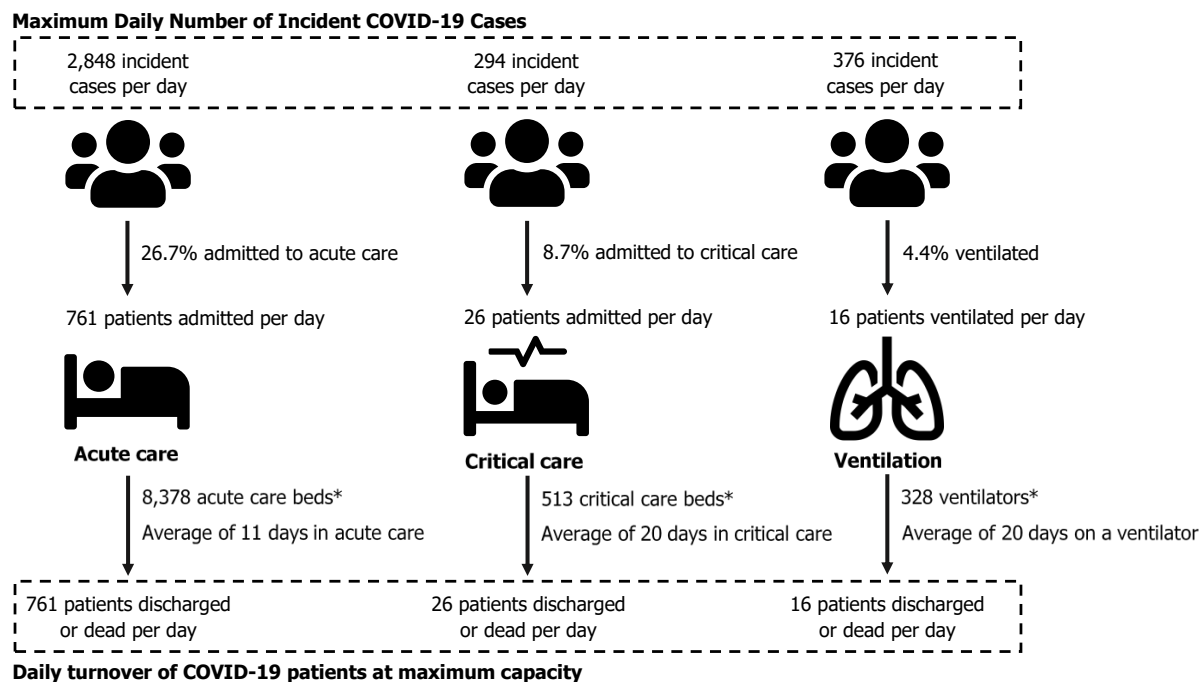 Maximum Daily Number of Incident COVID-19 Cases
2,848 incident
cases per day
294 incident
cases per day
376 incident
cases per day
26.7% admitted to acute care
8.7% admitted to critical care
4.4% ventilated
761 patients admitted per day
26 patients admitted per day
16 patients ventilated per day
Acute care
Critical care
Ventilation
8,378 acute care beds*
Average of 11 days in acute care
513 critical care beds*
Average of 20 days in critical care
328 ventilators*
Average of 20 days on a ventilator
761 patients discharged
or dead per day
26 patients discharged
or dead per day
16 patients discharged
or dead per day
Daily turnover of COVID-19 patients at maximum capacity